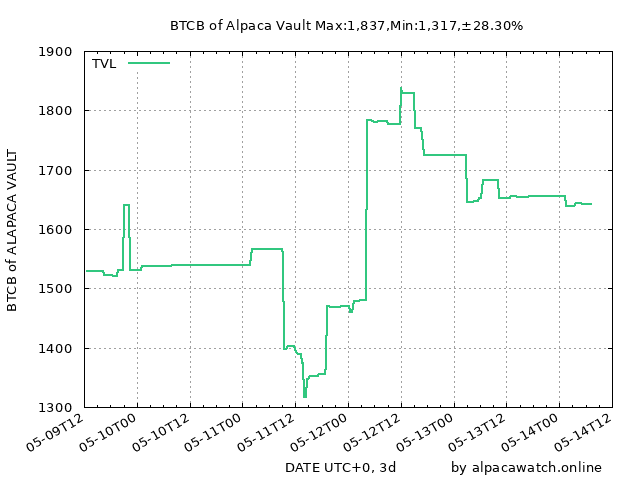 BTCB of Alpaca Vault Max:1,837,Min:1,317,±28.30%
TVL
BTCB of ALAPACA VAULT
1900
1800
1700
1600
1500
1400
1300
05-09T12
05-10T00
05-10T12
05-11T00
05-11T12
05-12T00
05-12T12
05-13T00
05-13T12
05-14T00
05-14T12
DATE UTC+0, 3d
by alpacawatch.online